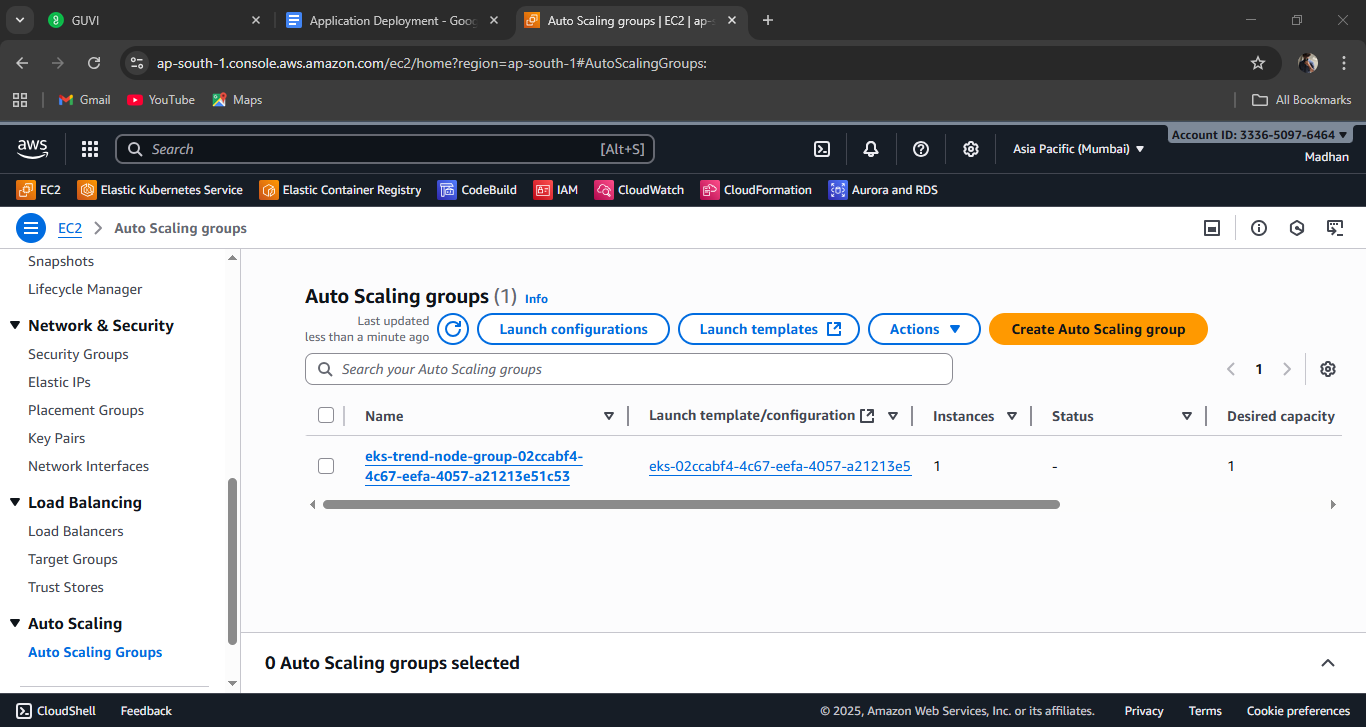 GUVI
Application Deployment - Goog
Auto Scaling groups | EC2 | ap-s
ap-south-1.console.aws.amazon.com/ec2/home?region=ap-south-1#AutoScalingGroups:
Gmail
YouTube
Maps
All Bookmarks
aws
Search
[Alt+S]
Asia Pacific (Mumbai)
Account ID: 3336-5097-6464
Madhan
EC2
Elastic Kubernetes Service
Elastic Container Registry
CodeBuild
IAM
CloudWatch
CloudFormation
Aurora and RDS
EC2
Auto Scaling groups
Snapshots
Lifecycle Manager
Network & Security
Security Groups
Elastic IPs
Placement Groups
Key Pairs
Network Interfaces
Load Balancing
Load Balancers
Target Groups
Trust Stores
Auto Scaling
Auto Scaling Groups
Auto Scaling groups (1) Info
Last updated
less than a minute ago
Launch configurations
Launch templates
Actions
Create Auto Scaling group
Search your Auto Scaling groups
1
Name
Launch template/configuration
Instances
Status
Desired capacity
eks-trend-node-group-02ccabf4-
4c67-eefa-4057-a21213e51c53
eks-02ccabf4-4c67-eefa-4057-a21213e5
1
-
1
0 Auto Scaling groups selected
CloudShell
Feedback
© 2025, Amazon Web Services, Inc. or its affiliates.
Privacy
Terms
Cookie preferences